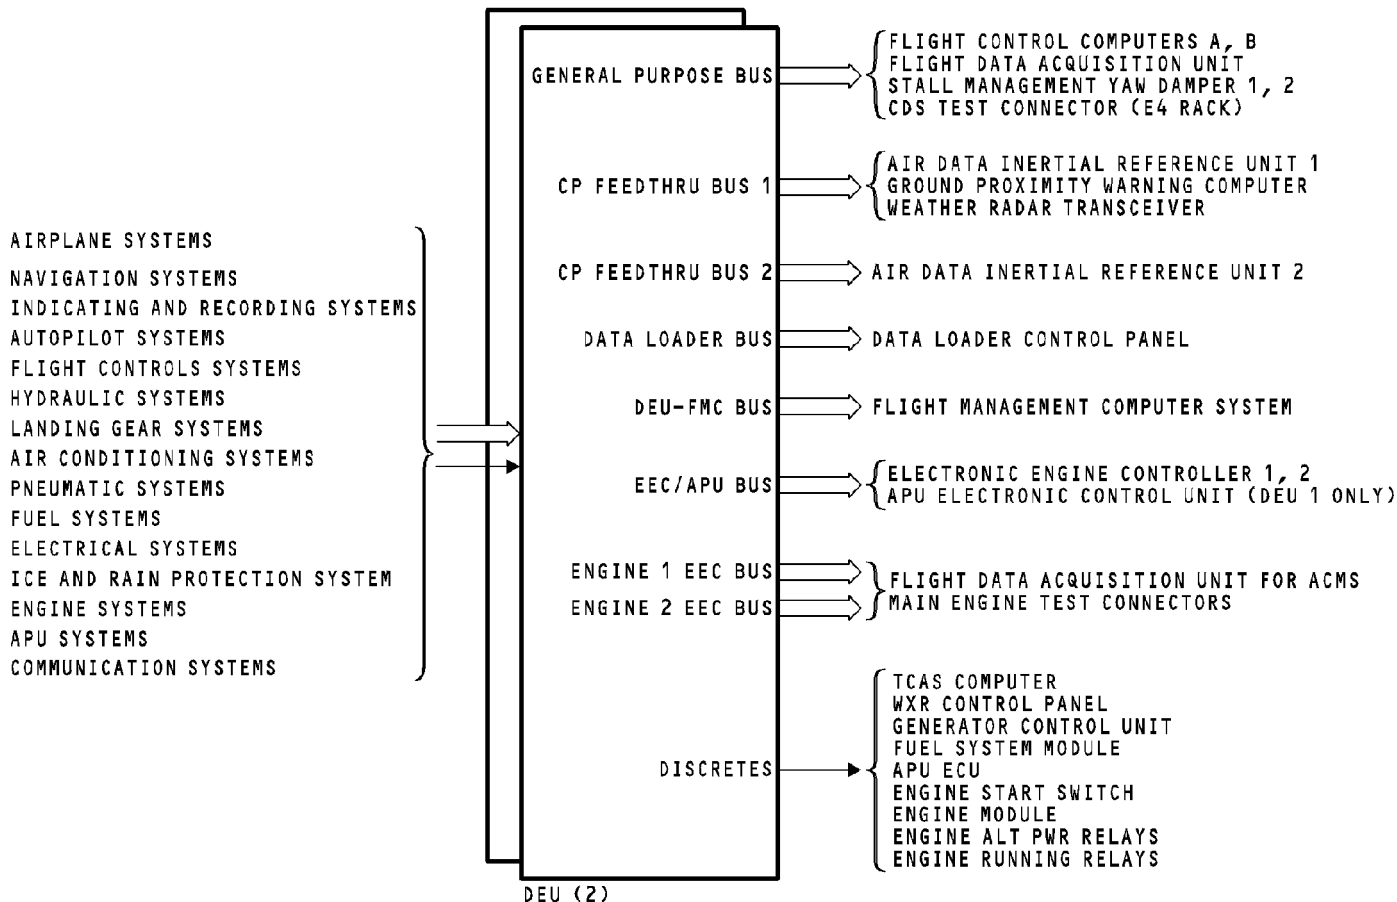 AIRPLANE SYSTEMS
NAVIGATION SYSTEMS
INDICATING AND RECORDING SYSTEMS
AUTOPILOT SYSTEMS
FLIGHT CONTROLS SYSTEMS
HYDRAULIC SYSTEMS
LANDING GEAR SYSTEMS
AIR CONDITIONING SYSTEMS
PNEUMATIC SYSTEMS
FUEL SYSTEMS
ELECTRICAL SYSTEMS
ICE AND RAIN PROTECTION SYSTEM
ENGINE SYSTEMS
APU SYSTEMS
COMMUNICATION SYSTEMS
GENERAL PURPOSE BUS
FLIGHT CONTROL COMPUTERS A, B
FLIGHT DATA ACQUISITION UNIT
STALL MANAGEMENT YAW DAMPER 1, 2
CDS TEST CONNECTOR (E4 RACK)
CP FEEDTHRU BUS 1
AIR DATA INERTIAL REFERENCE UNIT 1
GROUND PROXIMITY WARNING COMPUTER
WEATHER RADAR TRANSCEIVER
CP FEEDTHRU BUS 2
AIR DATA INERTIAL REFERENCE UNIT 2
DATA LOADER BUS
DATA LOADER CONTROL PANEL
DEU-FMC BUS
FLIGHT MANAGEMENT COMPUTER SYSTEM
EEC/APU BUS
ELECTRONIC ENGINE CONTROLLER 1, 2
APU ELECTRONIC CONTROL UNIT (DEU 1 ONLY)
ENGINE 1 EEC BUS
ENGINE 2 EEC BUS
FLIGHT DATA ACQUISITION UNIT FOR ACMS
MAIN ENGINE TEST CONNECTORS
DISCRETES
TCAS COMPUTER
WXR CONTROL PANEL
GENERATOR CONTROL UNIT
FUEL SYSTEM MODULE
APU ECU
ENGINE START SWITCH
ENGINE MODULE
ENGINE ALT PWR RELAYS
ENGINE RUNNING RELAYS
DEU (2)